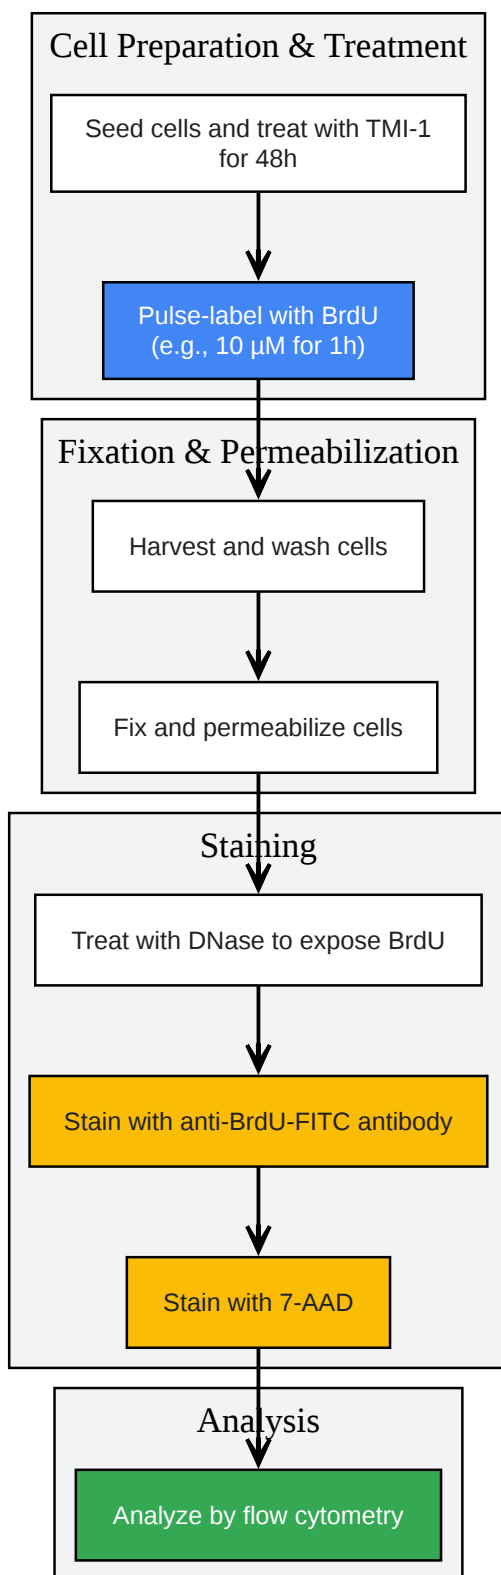 Cell Preparation & Treatment
Seed cells and treat with TMI-1
for 48h
Pulse-label with BrdU
(e.g., 10 µM for 1h)
Fixation & Permeabilization
Harvest and wash cells
Fix and permeabilize cells
Staining
Treat with DNase to expose BrdU
Stain with anti-BrdU-FITC antibody
Stain with 7-AAD
Analysis
Analyze by flow cytometry